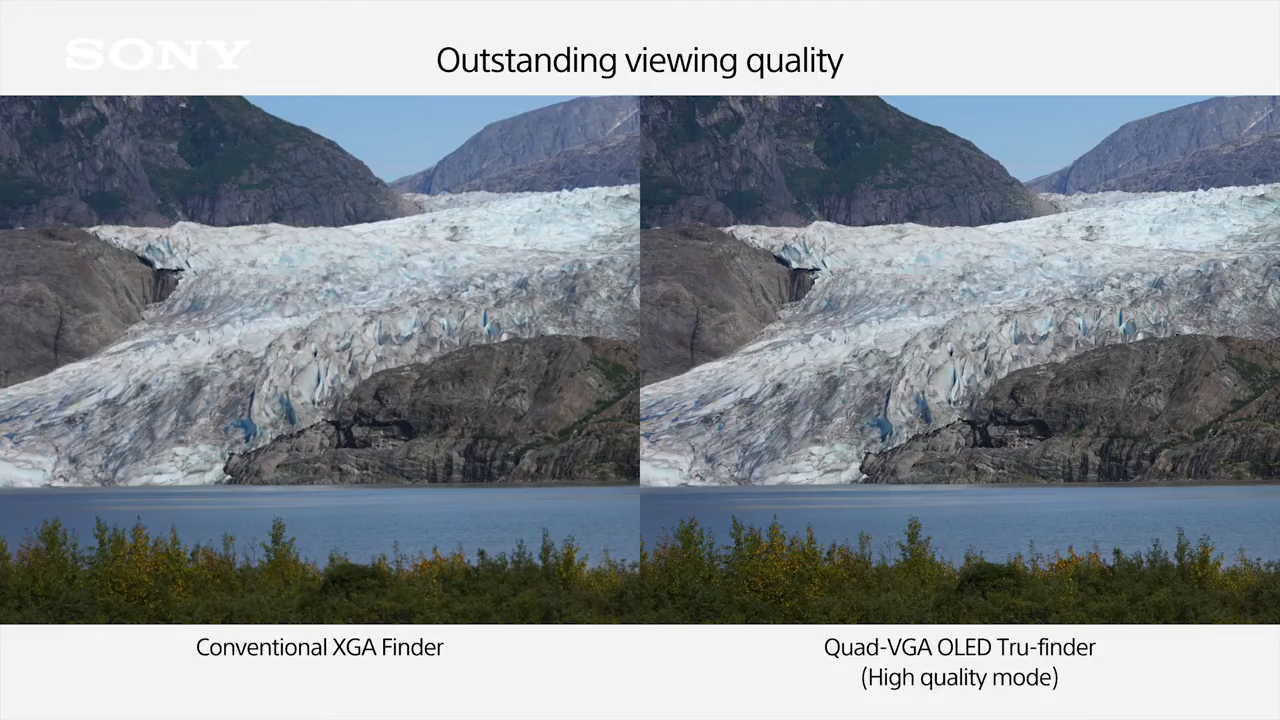 SONY
Outstanding viewing quality
Conventional XGA Finder
Quad-VGA OLED Tru-finder
(High quality mode)